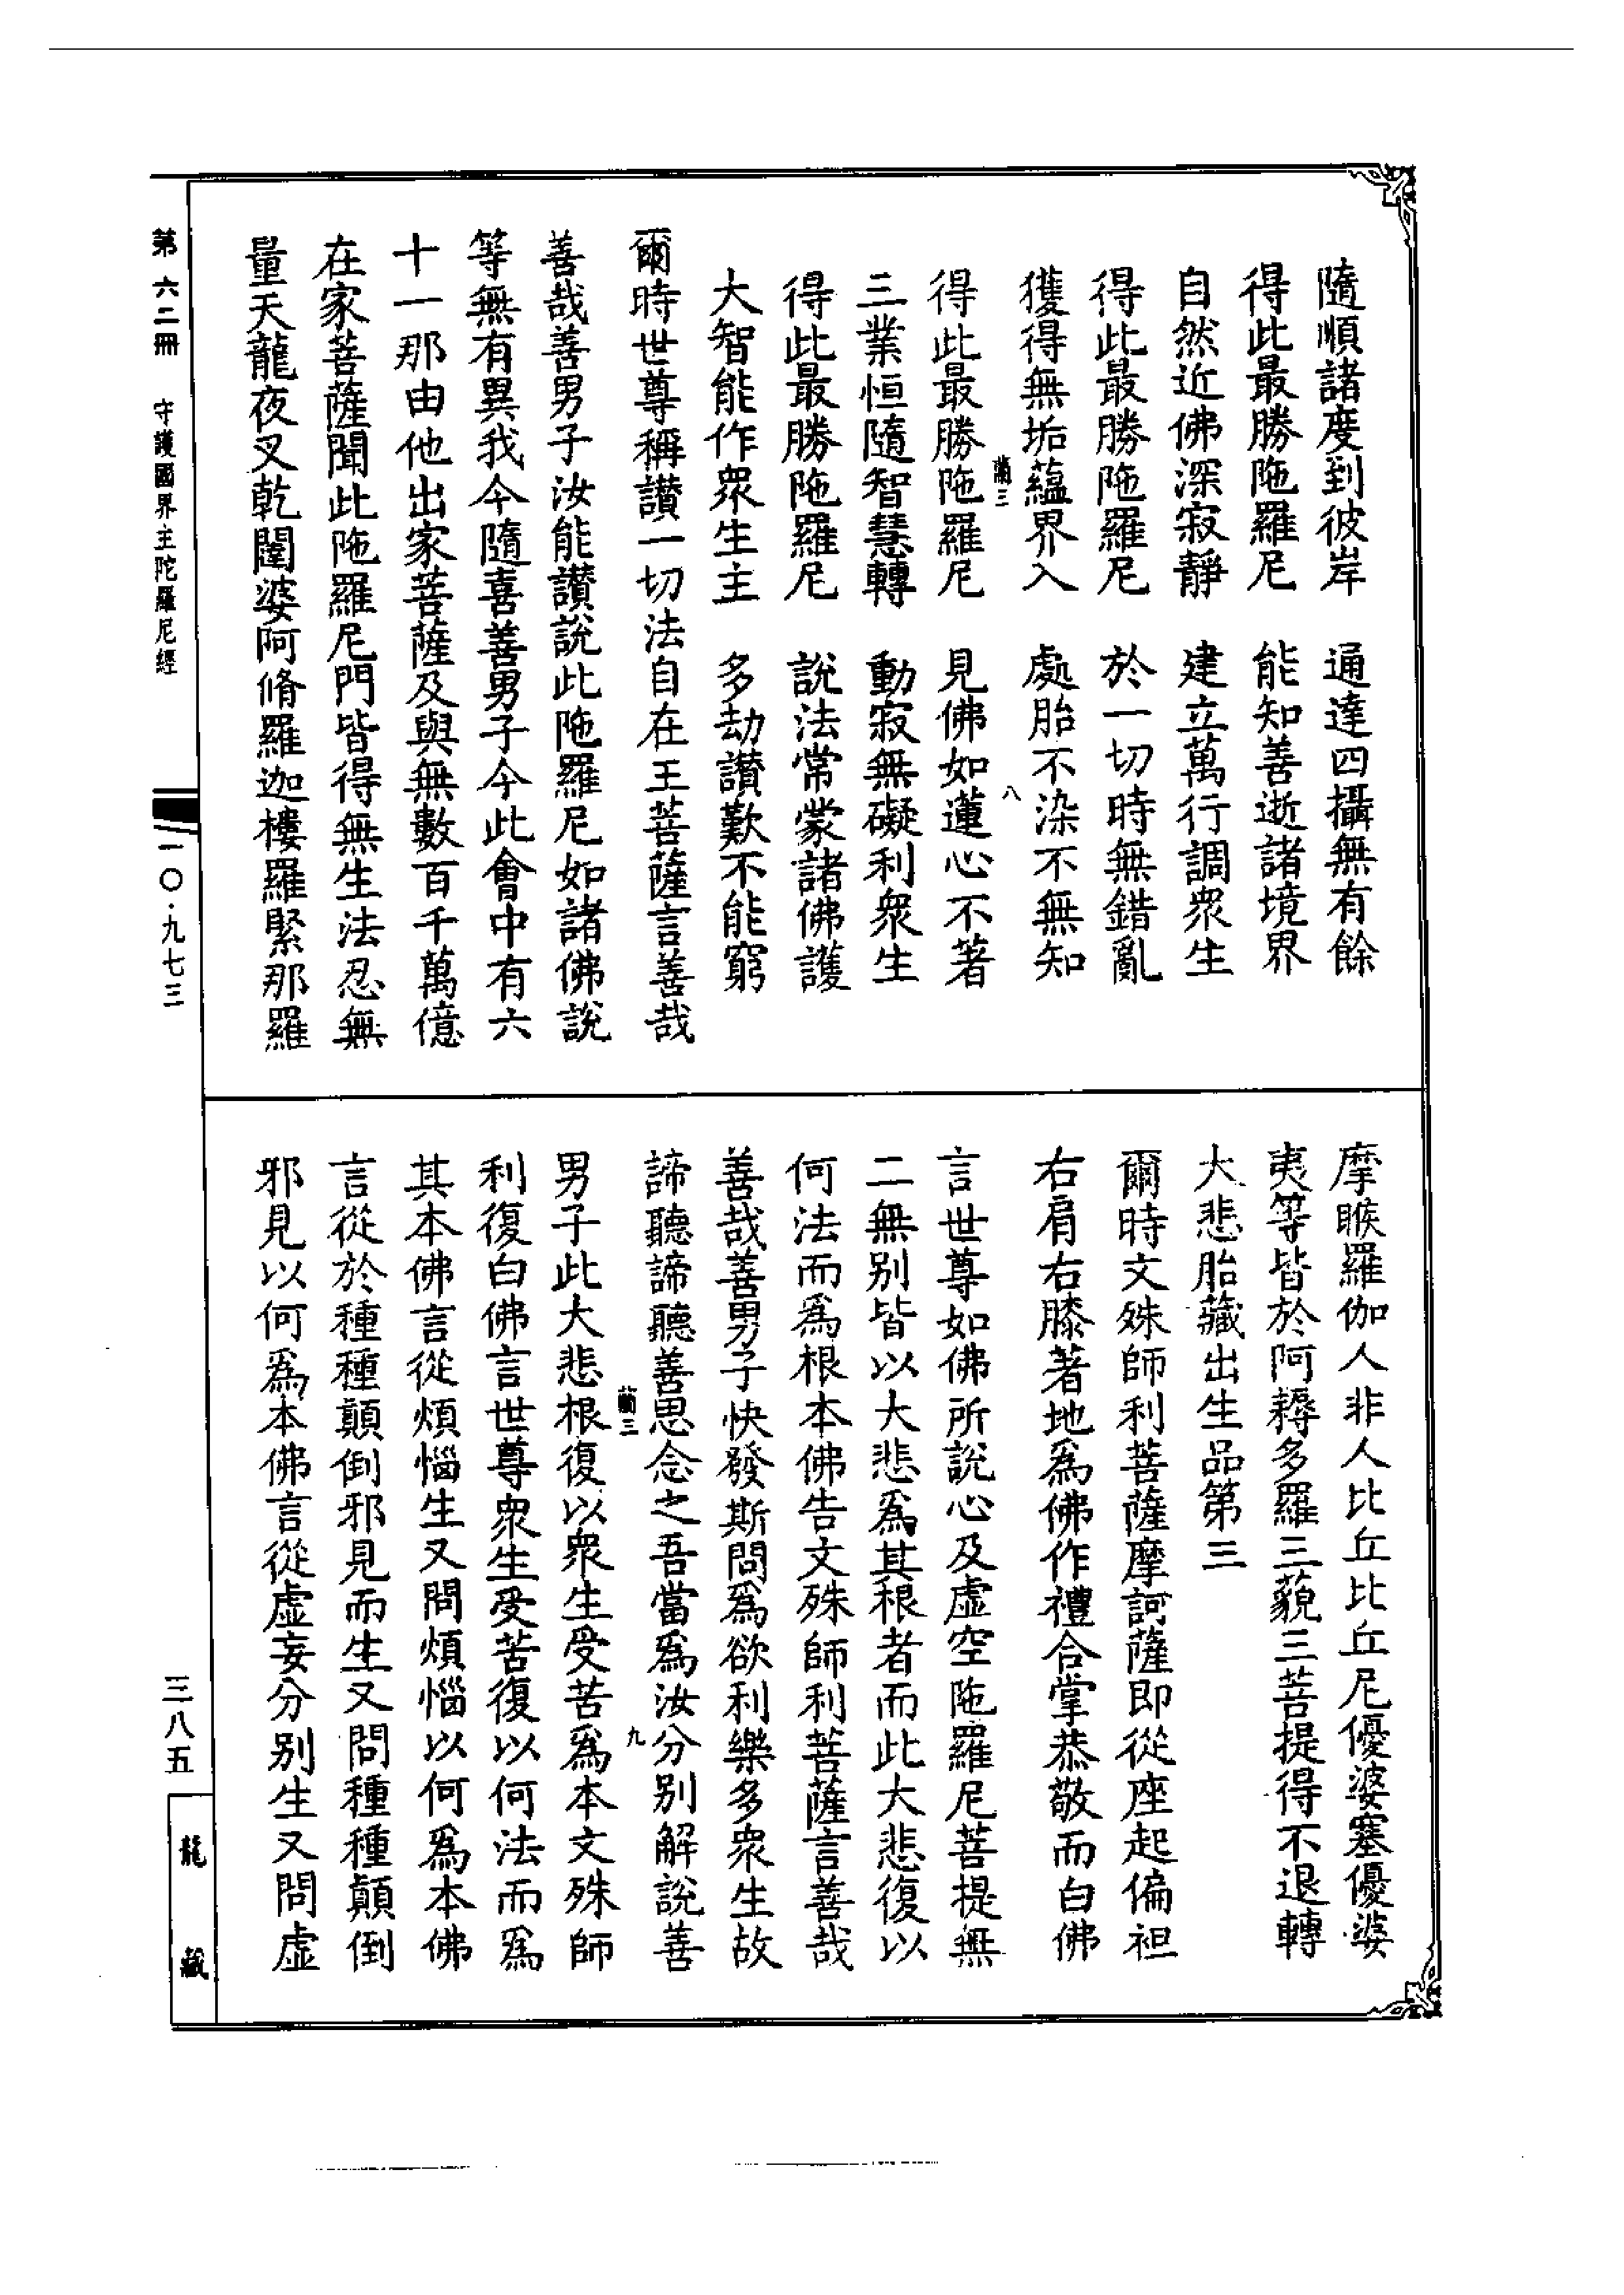 隨順諸度到彼岸　通達四攝無有餘
得此最勝陁羅尼　能知善逝諸境界
自然近佛深寂靜　建立萬行調衆生
得此最勝陁羅尼　於一切時無錯亂
獲得無垢蘊界入　處胎不染不無知
蘭三　八
得此最勝陁羅尼　見佛如蓮心不著
三業恒隨智慧轉　動寂無礙利衆生
得此最勝陁羅尼　說法常蒙諸佛護
大智能作衆生主　多劫讃歎不能窮
爾時世尊稱讃一切法自在王菩薩言善哉
善哉善男子汝能讃說此陁羅尼如諸佛說
等無有異我今隨喜善男子今此會中有六
十一那由他出家菩薩及與無數百千萬億
在家菩薩聞此陁羅尼門皆得無生法忍無
量天龍夜叉乾闥婆阿脩羅迦樓羅緊那羅
摩睺羅伽人非人比丘比丘尼優婆塞優婆
夷等皆於阿耨多羅三藐三菩提得不退轉
大悲胎藏出生品第三
爾時文殊師利菩薩摩訶薩即從座起偏袒
右肩右膝著地爲佛作禮合掌恭敬而白佛
言世尊如佛所說心及虛空陁羅尼菩提無
二無别皆以大悲爲其根者而此大悲復以
何法而爲根本佛告文殊師利菩薩言善哉
善哉善男子快發斯問爲欲利樂多衆生故
諦聽諦聽善思念之吾當爲汝分别解說善
蘭三　九
男子此大悲根復以衆生受苦爲本文殊師
利復白佛言世尊衆生受苦復以何法而爲
其本佛言從煩惱生又問煩惱以何爲本佛
言從於種種顛倒邪見而生又問種種顛倒
邪見以何爲本佛言從虛妄分别生又問虛
第六二冊　守護國界主陀羅尼經
一〇·九七三
三八五
龍藏